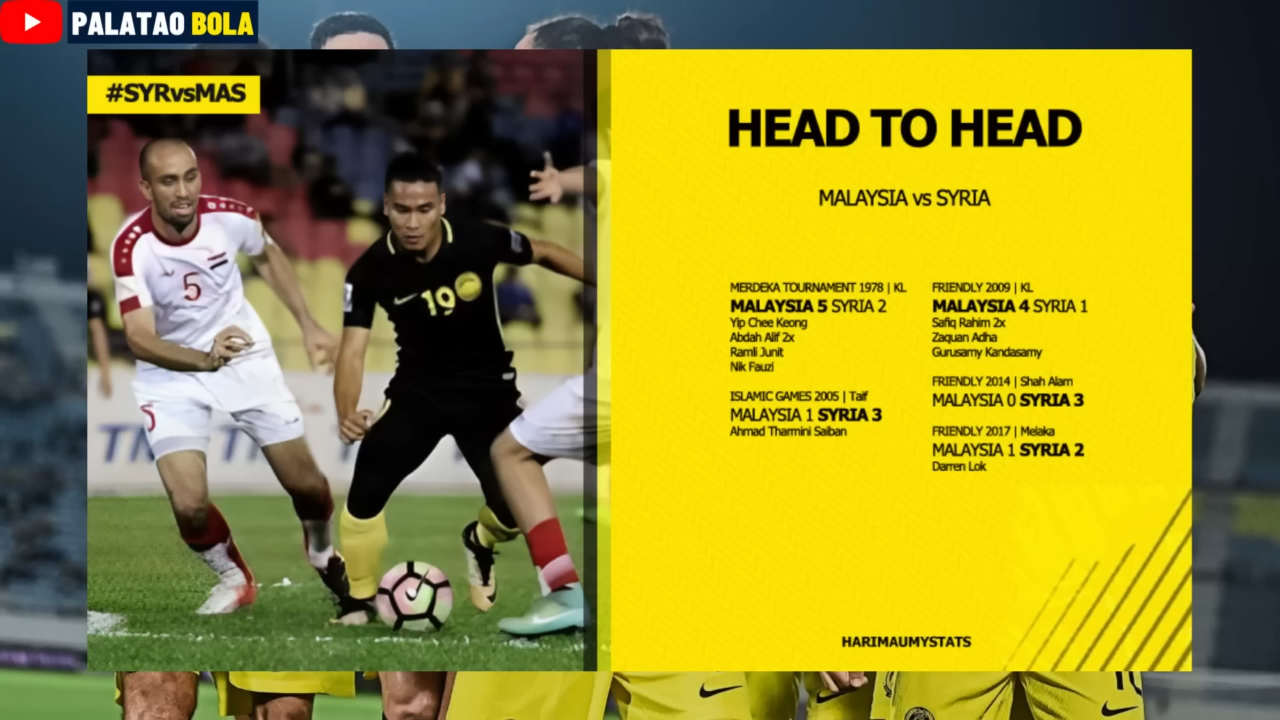 PALATAO BOLA
#SYRvsMAS
5
5
19
HEAD TO HEAD
MALAYSIA vs SYRIA
MERDEKA TOURNAMENT 1978 | KL
MALAYSIA 5 SYRIA 2
Yip Chee Keong
Abdah Alif 2x
Ramli Junit
Nik Fauzi
ISLAMIC GAMES 2005 | Taif
MALAYSIA 1 SYRIA 3
Ahmad Tharmini Saiban
FRIENDLY 2009 | KL
MALAYSIA 4 SYRIA 1
Safiq Rahim 2x
Zaquan Adha
Gurusamy Kandasamy
FRIENDLY 2014 | Shah Alam
MALAYSIA 0 SYRIA 3
FRIENDLY 2017 | Melaka
MALAYSIA 1 SYRIA 2
Darren Lok
HARIMAUMYSTATS